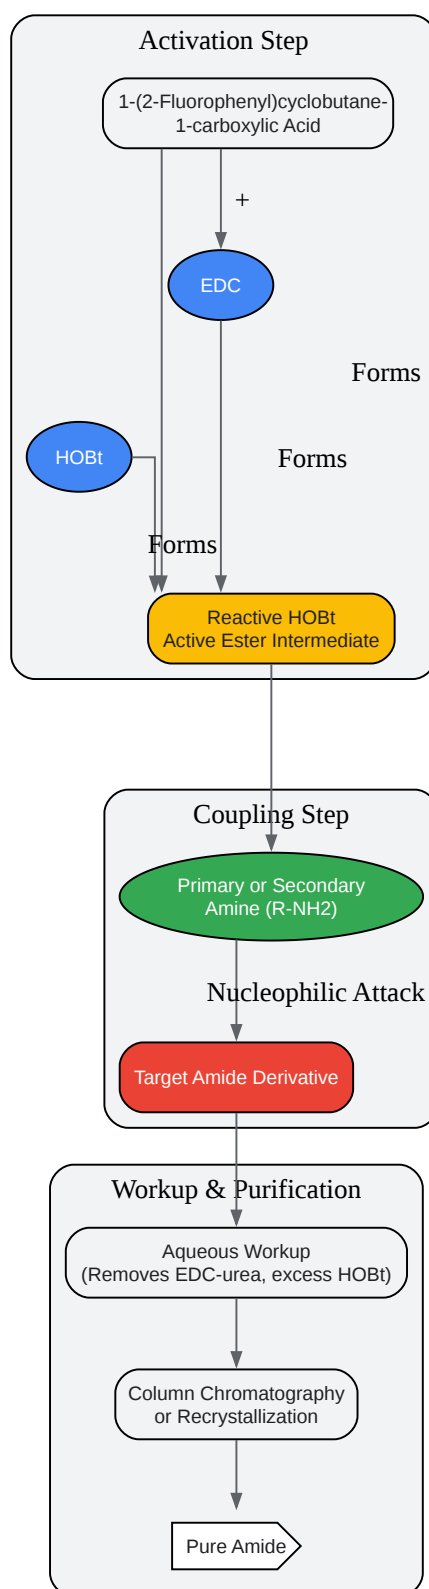 Activation Step
1-(2-Fluorophenyl)cyclobutane-
1-carboxylic Acid
+
EDC
Forms
HOBt
Forms
Forms
Reactive HOBt
Active Ester Intermediate
Coupling Step
Primary or Secondary
Amine (R-NH2)
Nucleophilic Attack
Target Amide Derivative
Workup & Purification
Aqueous Workup
(Removes EDC-urea, excess HOBt)
Column Chromatography
or Recrystallization
Pure Amide